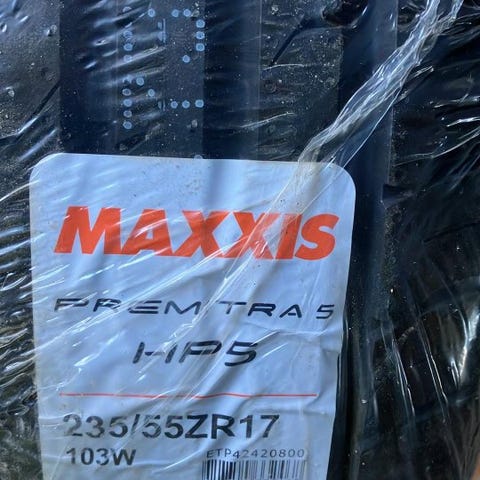 MAXXIS
PREMITRA 5
HP5
235/55ZR17
103W
ETP42420800